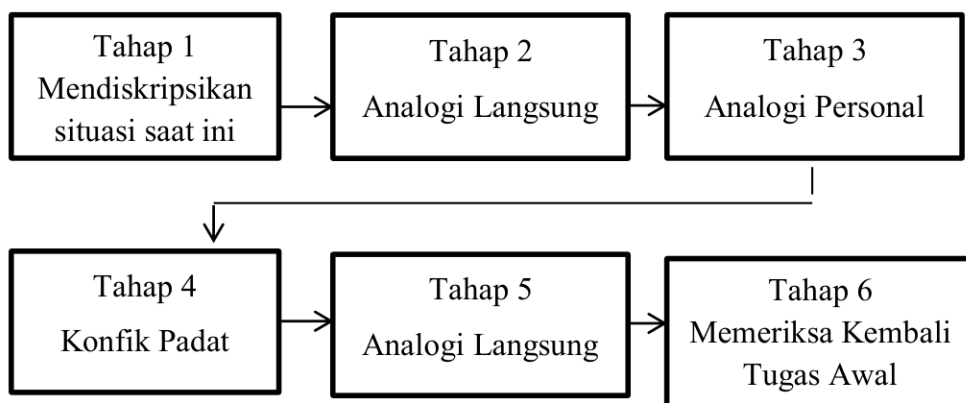 Tahap 1
Mendiskripsikan
situasi saat ini
Tahap 2
Analogi Langsung
Tahap 3
Analogi Personal
Tahap 4
Konfik Padat
Tahap 5
Analogi Langsung
Tahap 6
Memeriksa Kembali
Tugas Awal